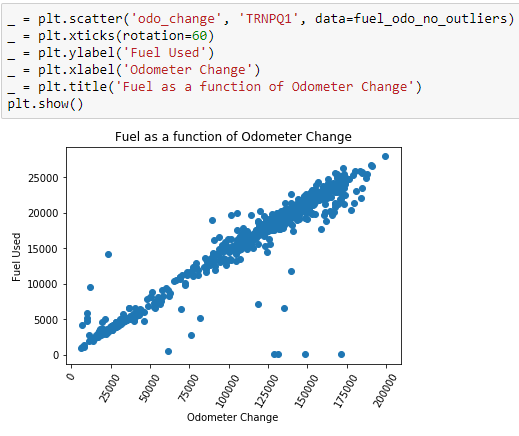 _ = plt.scatter('odo_change', 'TRNPQ1', data=fuel_odo_no_outliers)
_ = plt.xticks(rotation=60)
_ = plt.ylabel('Fuel Used')
_ = plt.xlabel('Odometer Change')
_ = plt.title('Fuel as a function of Odometer Change')
plt.show()
Fuel as a function of Odometer Change
25000
20000
15000
10000
5000
0
Fuel Used
0
25000
50000
75000
100000
125000
150000
175000
200000
Odometer Change